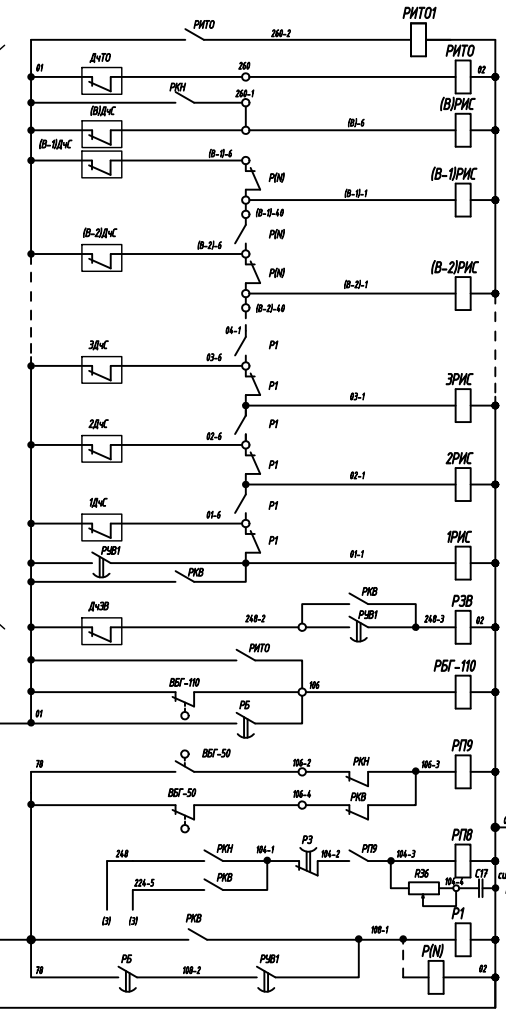 РИТО 260-2 РИТО1
01 ДчТО 260 РИТО 02
РКН 260-1
(В)ДчС (В)-6 (В)РИС
(В-1)ДчС (В-1)-6
Р(N) (В-1)-1 (В-1)РИС
(В-1)-40
(В-2)ДчС (В-2)-6 Р(N)
Р(N) (В-2)-1 (В-2)РИС
(В-2)-40
04-1 Р1
3ДчС 03-6
Р1 03-1 3РИС
Р1
2ДчС 02-6
Р1 02-1 2РИС
1ДчС 01-6 Р1
Р1
РУВ1 01-1 1РИС
РКВ
РКВ
ДчЗВ 248-2 РУВ1 248-3 РЗВ 02
РИТО
ВБГ-110 106 РБГ-110
01 РБ
78 ВБГ-50 106-2 РКН 106-3 РП9
ВБГ-50 106-4 РКВ
248 РКН 104-1 РЗ 104-2 РП9 104-3 РП8
224-5 РКВ R36 104-4 С17
(3) (3)
РКВ 108-1 Р1
78 РБ 108-2 РУВ1 Р(N) 02